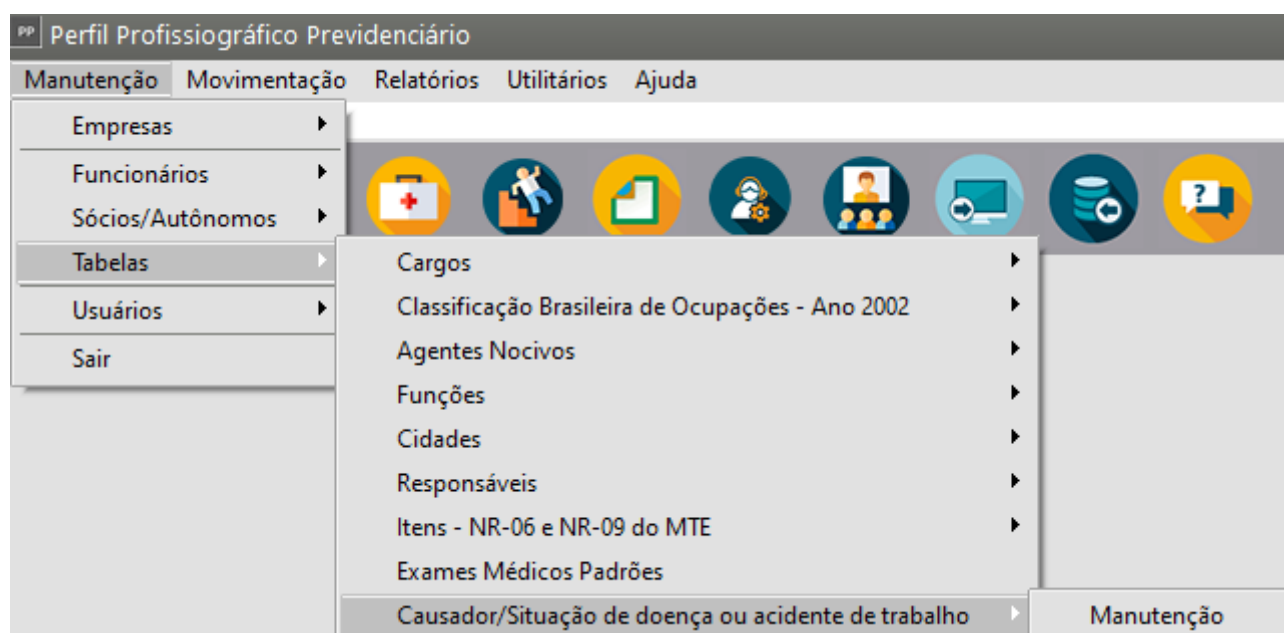 PP Perfil Profissiográfico Previdenciário
Manutenção Movimentação Relatórios Utilitários Ajuda
Empresas
Funcionários
Sócios/Autônomos
Tabelas
Usuários
Sair
?
Cargos
Classificação Brasileira de Ocupações - Ano 2002
Agentes Nocivos
Funções
Cidades
Responsáveis
Itens - NR-06 e NR-09 do MTE
Exames Médicos Padrões
Causador/Situação de doença ou acidente de trabalho
Manutenção